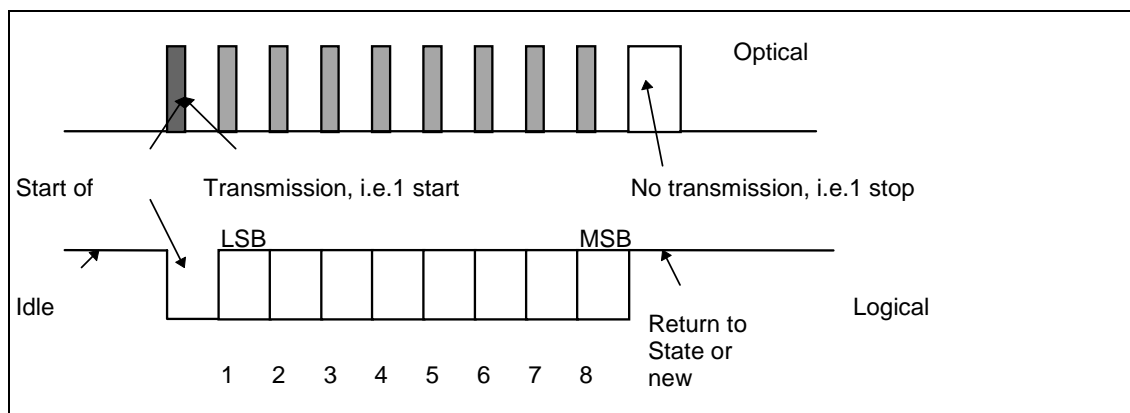 Optical
Start of
Transmission, i.e.1 start
No transmission, i.e.1 stop
LSB
MSB
Idle
Return to
State or
new
Logical
1 2 3 4 5 6 7 8